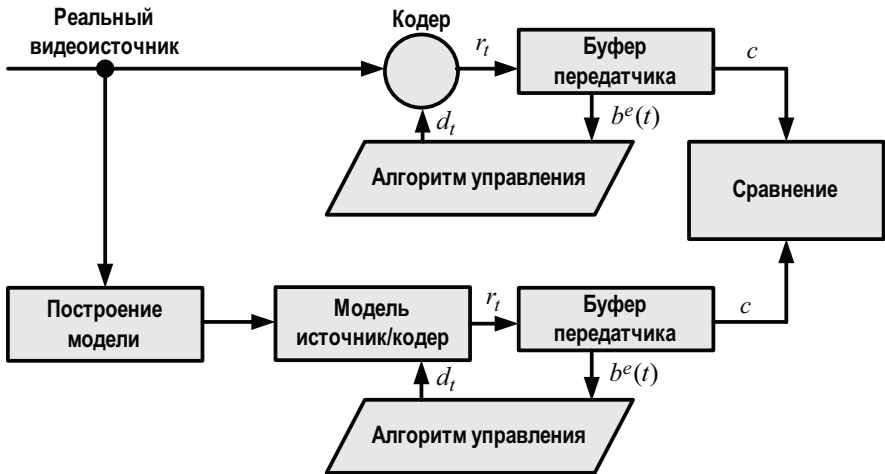 Реальный
видеоисточник
Кодер
r_t
Буфер
передатчика
c
d_t
b^e(t)
Алгоритм управления
Сравнение
Построение
модели
Модель
источник/кодер
r_t
Буфер
передатчика
c
d_t
b^e(t)
Алгоритм управления